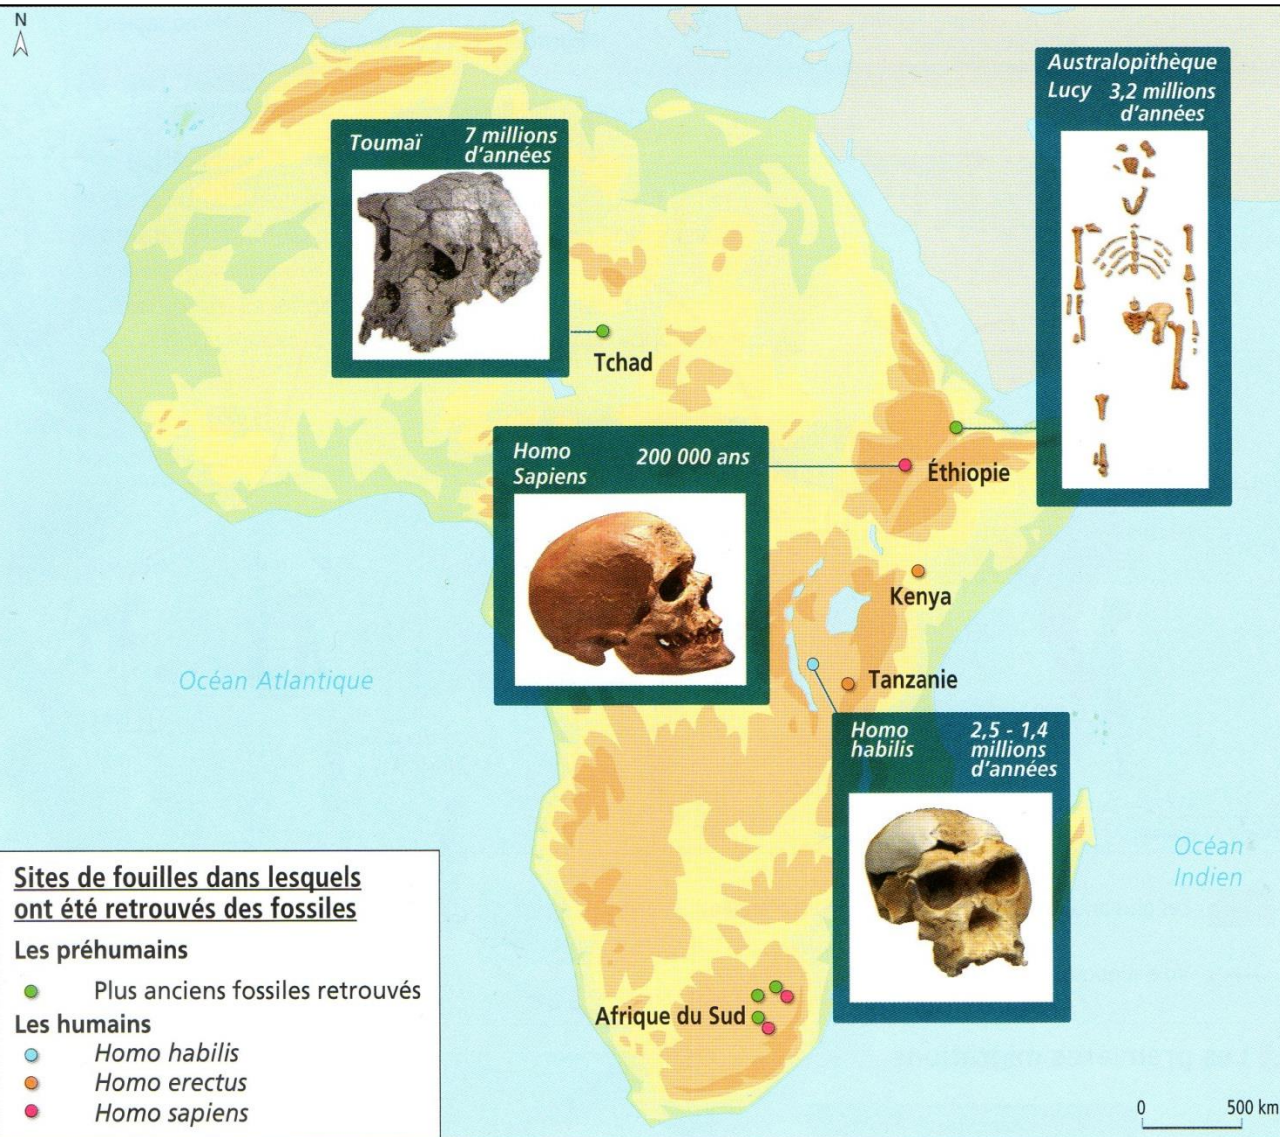 N
Toumaï 7 millions
d'années
Australopithèque
Lucy 3,2 millions
d'années
Tchad
Homo
Sapiens
200 000 ans
Éthiopie
Kenya
Tanzanie
Océan Atlantique
Homo
habilis
2,5 - 1,4
millions
d'années
Océan
Indien
Afrique du Sud
Sites de fouilles dans lesquels
ont été retrouvés des fossiles
Les préhumains
Plus anciens fossiles retrouvés
Les humains
Homo habilis
Homo erectus
Homo sapiens
0 500 km